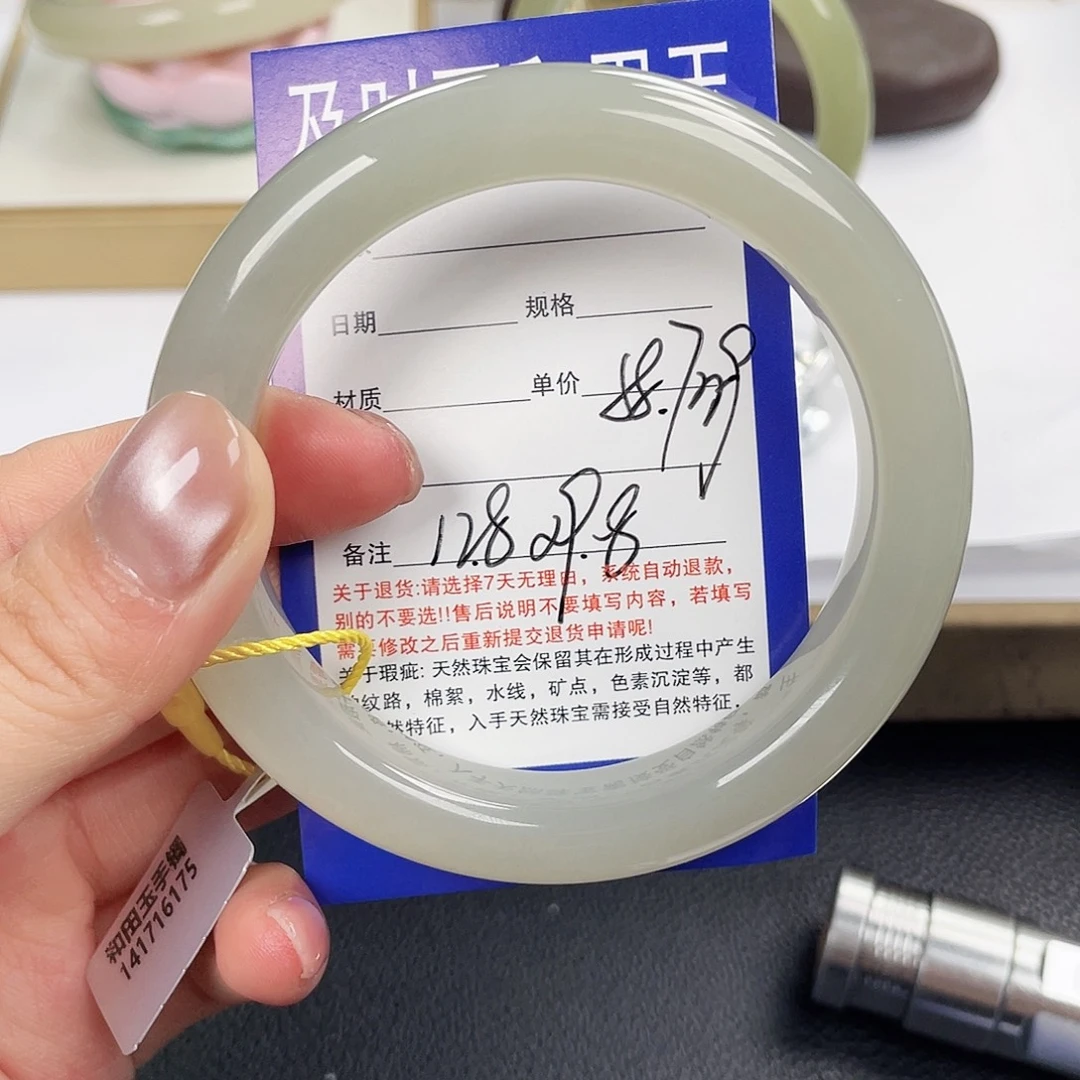 及时 和田玉
日期 规格
材质 单价
备注 12.8 29.8
关于退货:请选择7天无理由，系统自动退款，
别的不要选!!售后说明不要填写内容，若填写
需 修改之后重新提交退货申请呢!
关于瑕疵: 天然珠宝会保留其在形成过程中产生
纹路，棉絮，水线，矿点，色素沉淀等，都
然特征，入手天然珠宝需接受自然特征.
和田玉手镯
141716175